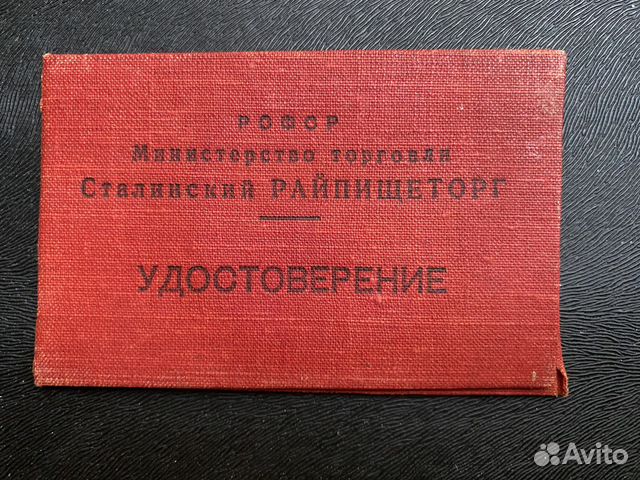 РСФСР
Министерство торговли
Сталинский РАЙПИЩЕТОРГ
УДОСТОВЕРЕНИЕ
Avito